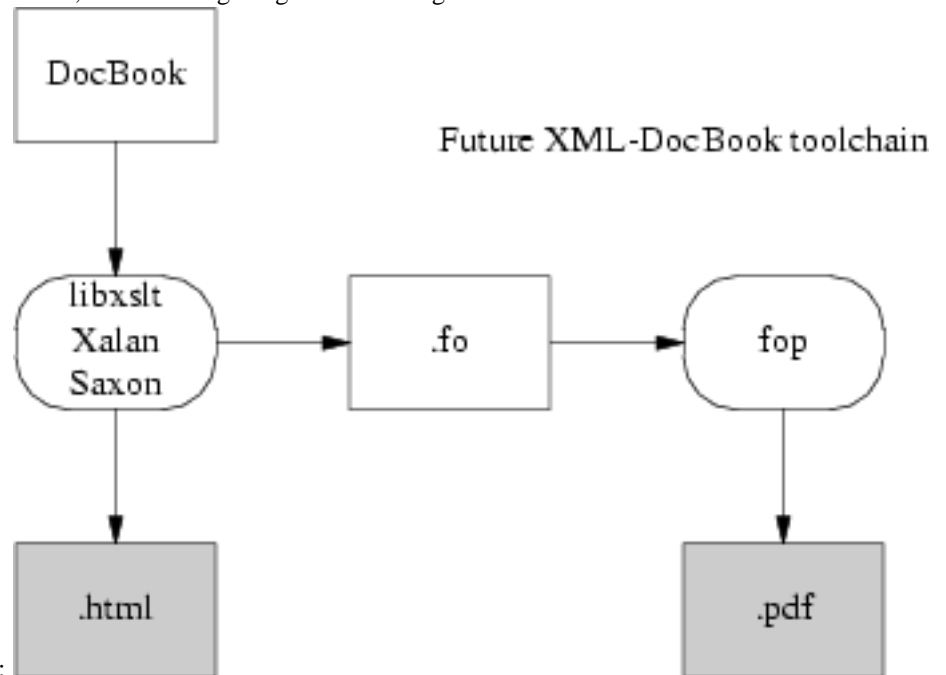 DocBook
Future XML-DocBook toolchain
libxslt
Xalan
Saxon
.fo
fop
.html
.pdf
: